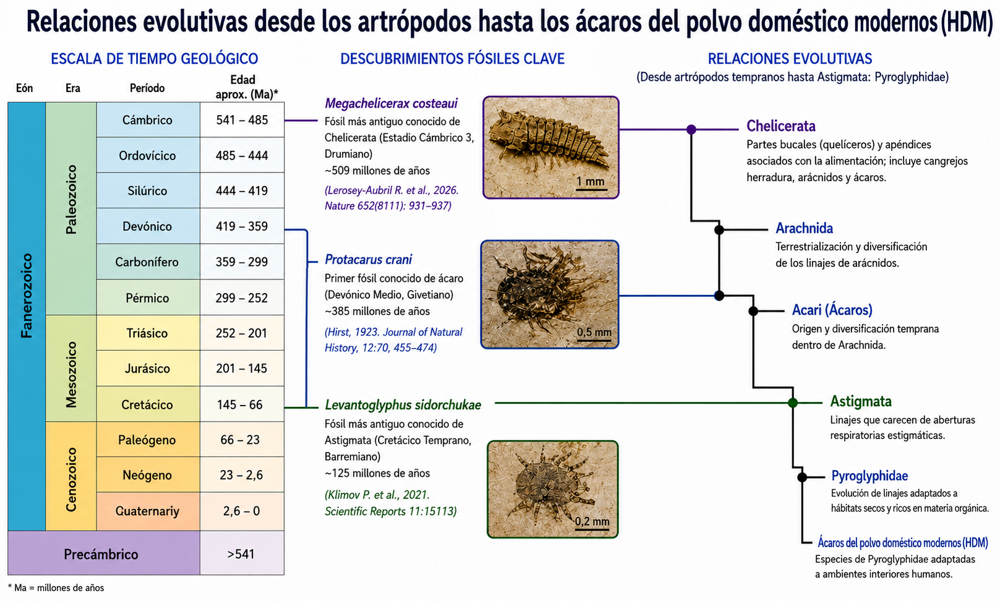 Relaciones evolutivas desde los artrópodos hasta los ácaros del polvo doméstico modernos (HDM)
ESCALA DE TIEMPO GEOLÓGICO
Eón
Era
Período
Edad
aprox. (Ma)*
Fanerozoico
Paleozoico
Cámbrico
541 – 485
Ordovícico
485 – 444
Silúrico
444 – 419
Devónico
419 – 359
Carbonífero
359 – 299
Pérmico
299 – 252
Mesozoico
Triásico
252 – 201
Jurásico
201 – 145
Cretácico
145 – 66
Cenozoico
Paleógeno
66 – 23
Neógeno
23 – 2,6
Quaternariy
2,6 – 0
Precámbrico
>541
* Ma = millones de años
DESCUBRIMIENTOS FÓSILES CLAVE
Megachelicerax costeaui
Fósil más antiguo conocido de
Chelicerata (Estadio Cámbrico 3,
Drumiano)
~509 millones de años
(Lerosey-Aubril R. et al., 2026.
Nature 652(8111): 931–937)
1 mm
Protacarus crani
Primer fósil conocido de ácaro
(Devónico Medio, Givetiano)
~385 millones de años
(Hirst, 1923. Journal of Natural
History, 12:70, 455–474)
0,5 mm
Levantoglyphus sidorchukae
Fósil más antiguo conocido de
Astigmata (Cretácico Temprano,
Barremiano)
~125 millones de años
(Klimov P. et al., 2021.
Scientific Reports 11:15113)
0,2 mm
RELACIONES EVOLUTIVAS
(Desde artrópodos tempranos hasta Astigmata: Pyroglyphidae)
Chelicerata
Partes bucales (quelíceros) y apéndices
asociados con la alimentación; incluye cangrejos
herradura, arácnidos y ácaros.
Arachnida
Terrestrialización y diversificación
de los linajes de arácnidos.
Acari (Ácaros)
Origen y diversificación temprana
dentro de Arachnida.
Astigmata
Linajes que carecen de aberturas
respiratorias estigmáticas.
Pyroglyphidae
Evolución de linajes adaptados a
hábitats secos y ricos en materia orgánica.
Ácaros del polvo doméstico modernos (HDM)
Especies de Pyroglyphidae adaptadas
a ambientes interiores humanos.